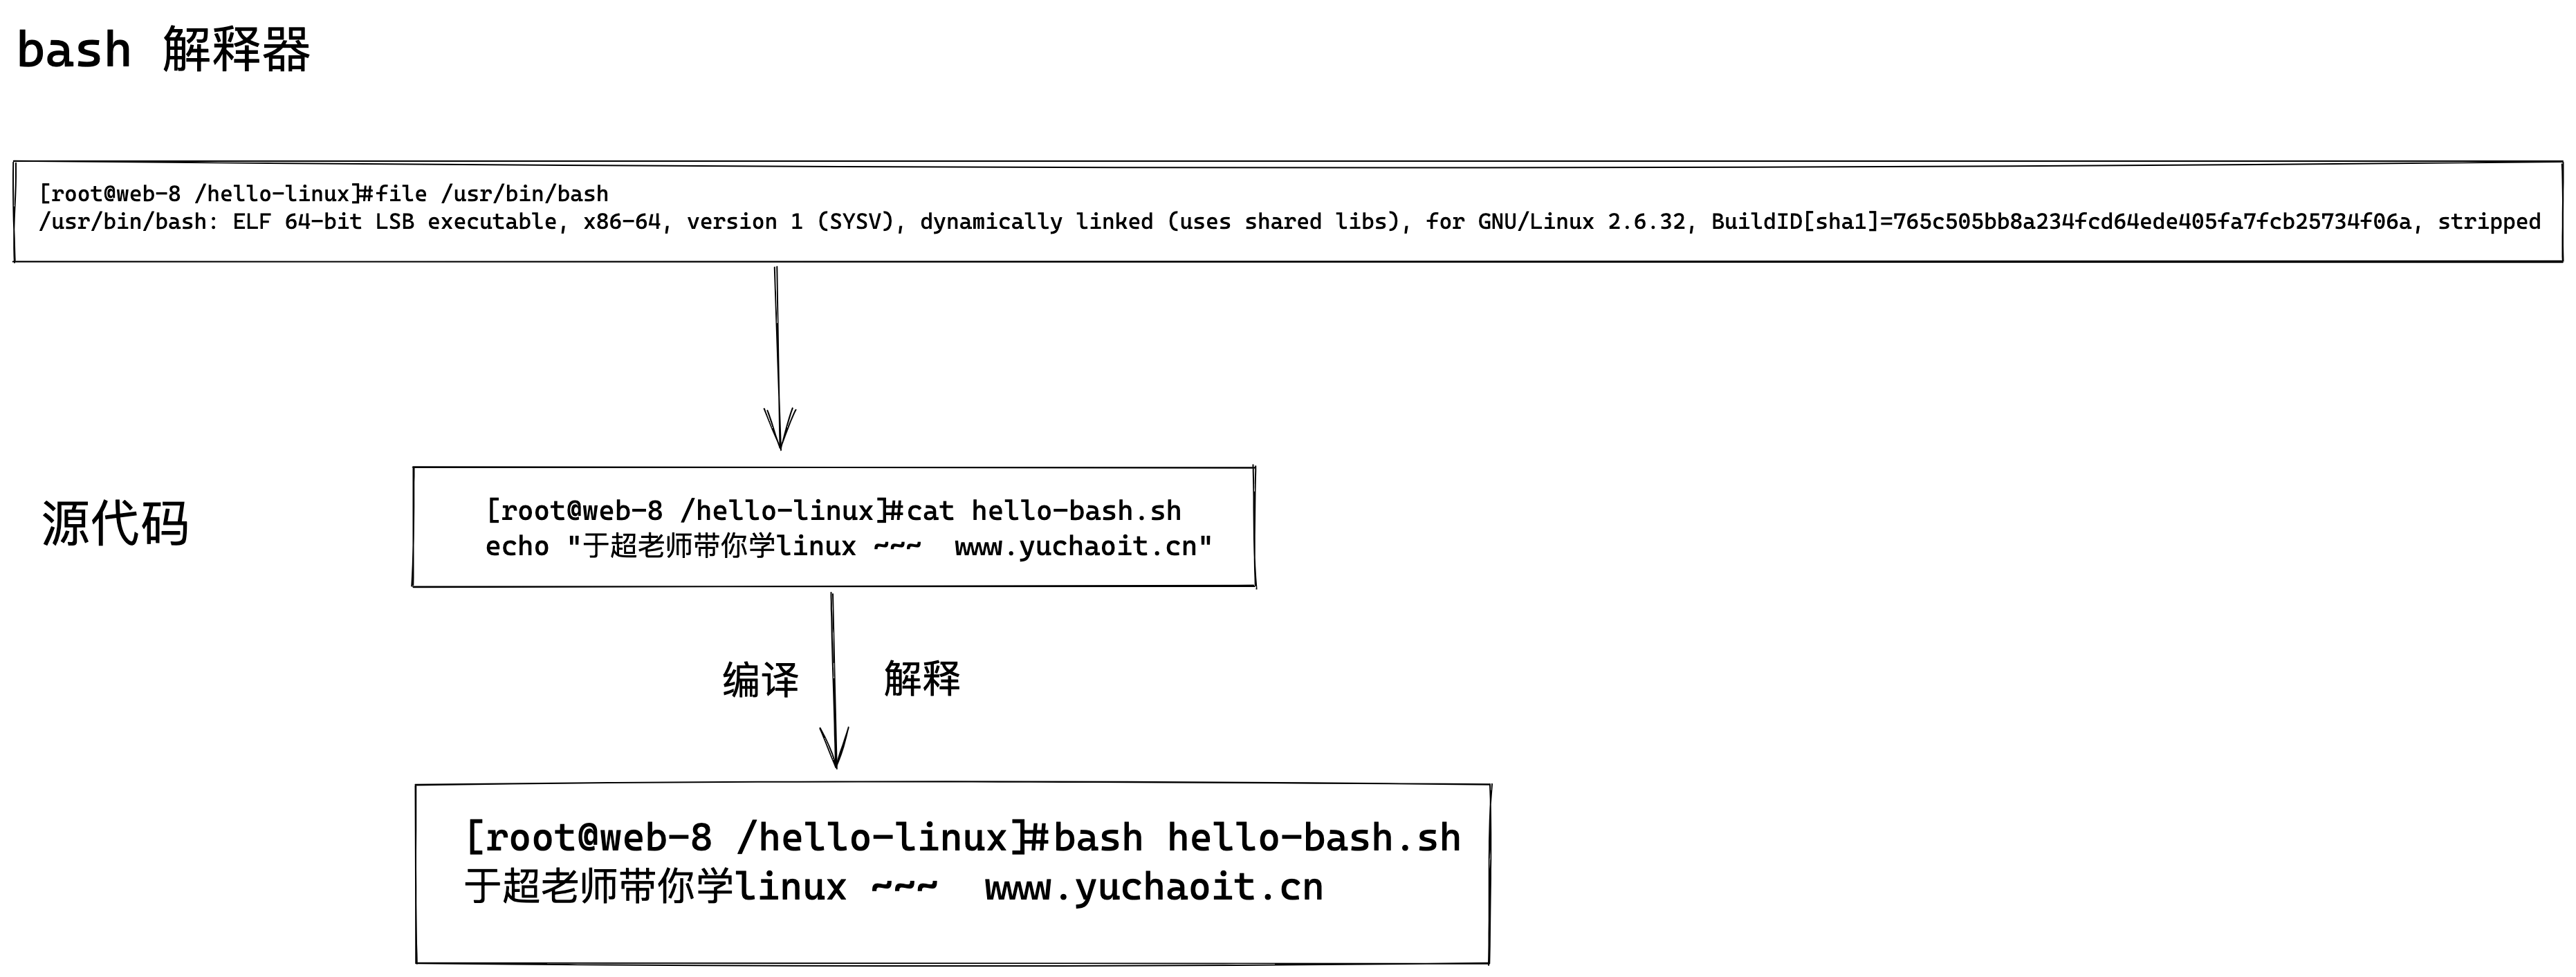 bash 解释器
[root@web-8 /hello-linux]#file /usr/bin/bash
/usr/bin/bash: ELF 64-bit LSB executable, x86-64, version 1 (SYSV), dynamically linked (uses shared libs), for GNU/Linux 2.6.32, BuildID[sha1]=765c505bb8a234fcd64ede405fa7fcb25734f06a, stripped
源代码
[root@web-8 /hello-linux]#cat hello-bash.sh
echo "于超老师带你学linux ~~~  www.yuchaoit.cn"
编译 解释
[root@web-8 /hello-linux]#bash hello-bash.sh
于超老师带你学linux ~~~  www.yuchaoit.cn